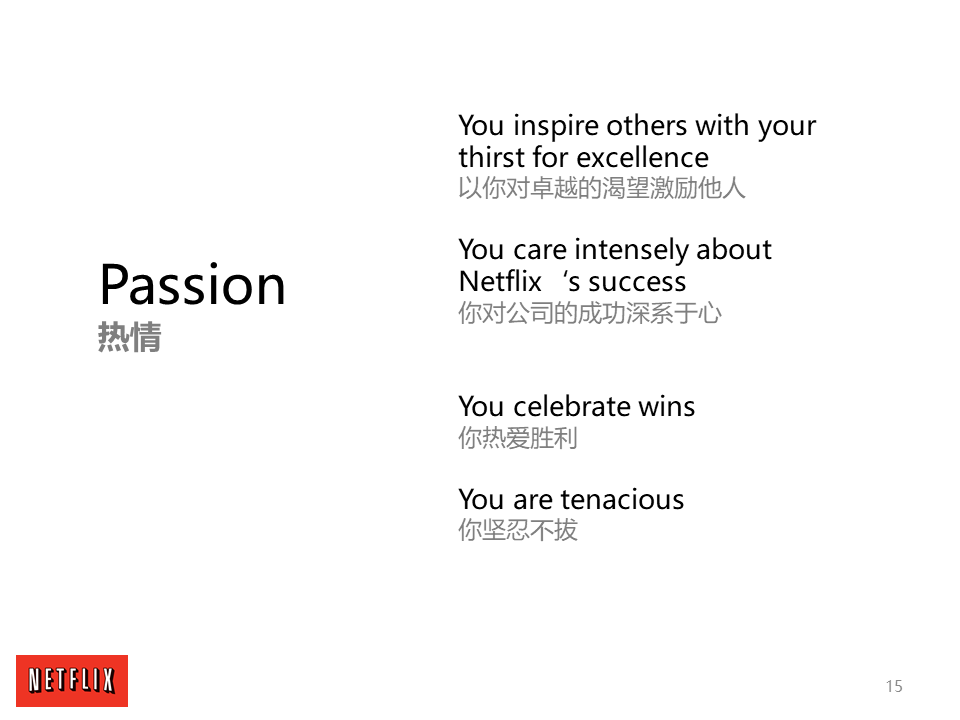 Passion
热情
You inspire others with your
thirst for excellence
以你对卓越的渴望激励他人
You care intensely about
Netflix‘s success
你对公司的成功深系于心
You celebrate wins
你热爱胜利
You are tenacious
你坚忍不拔
NETFLIX
15